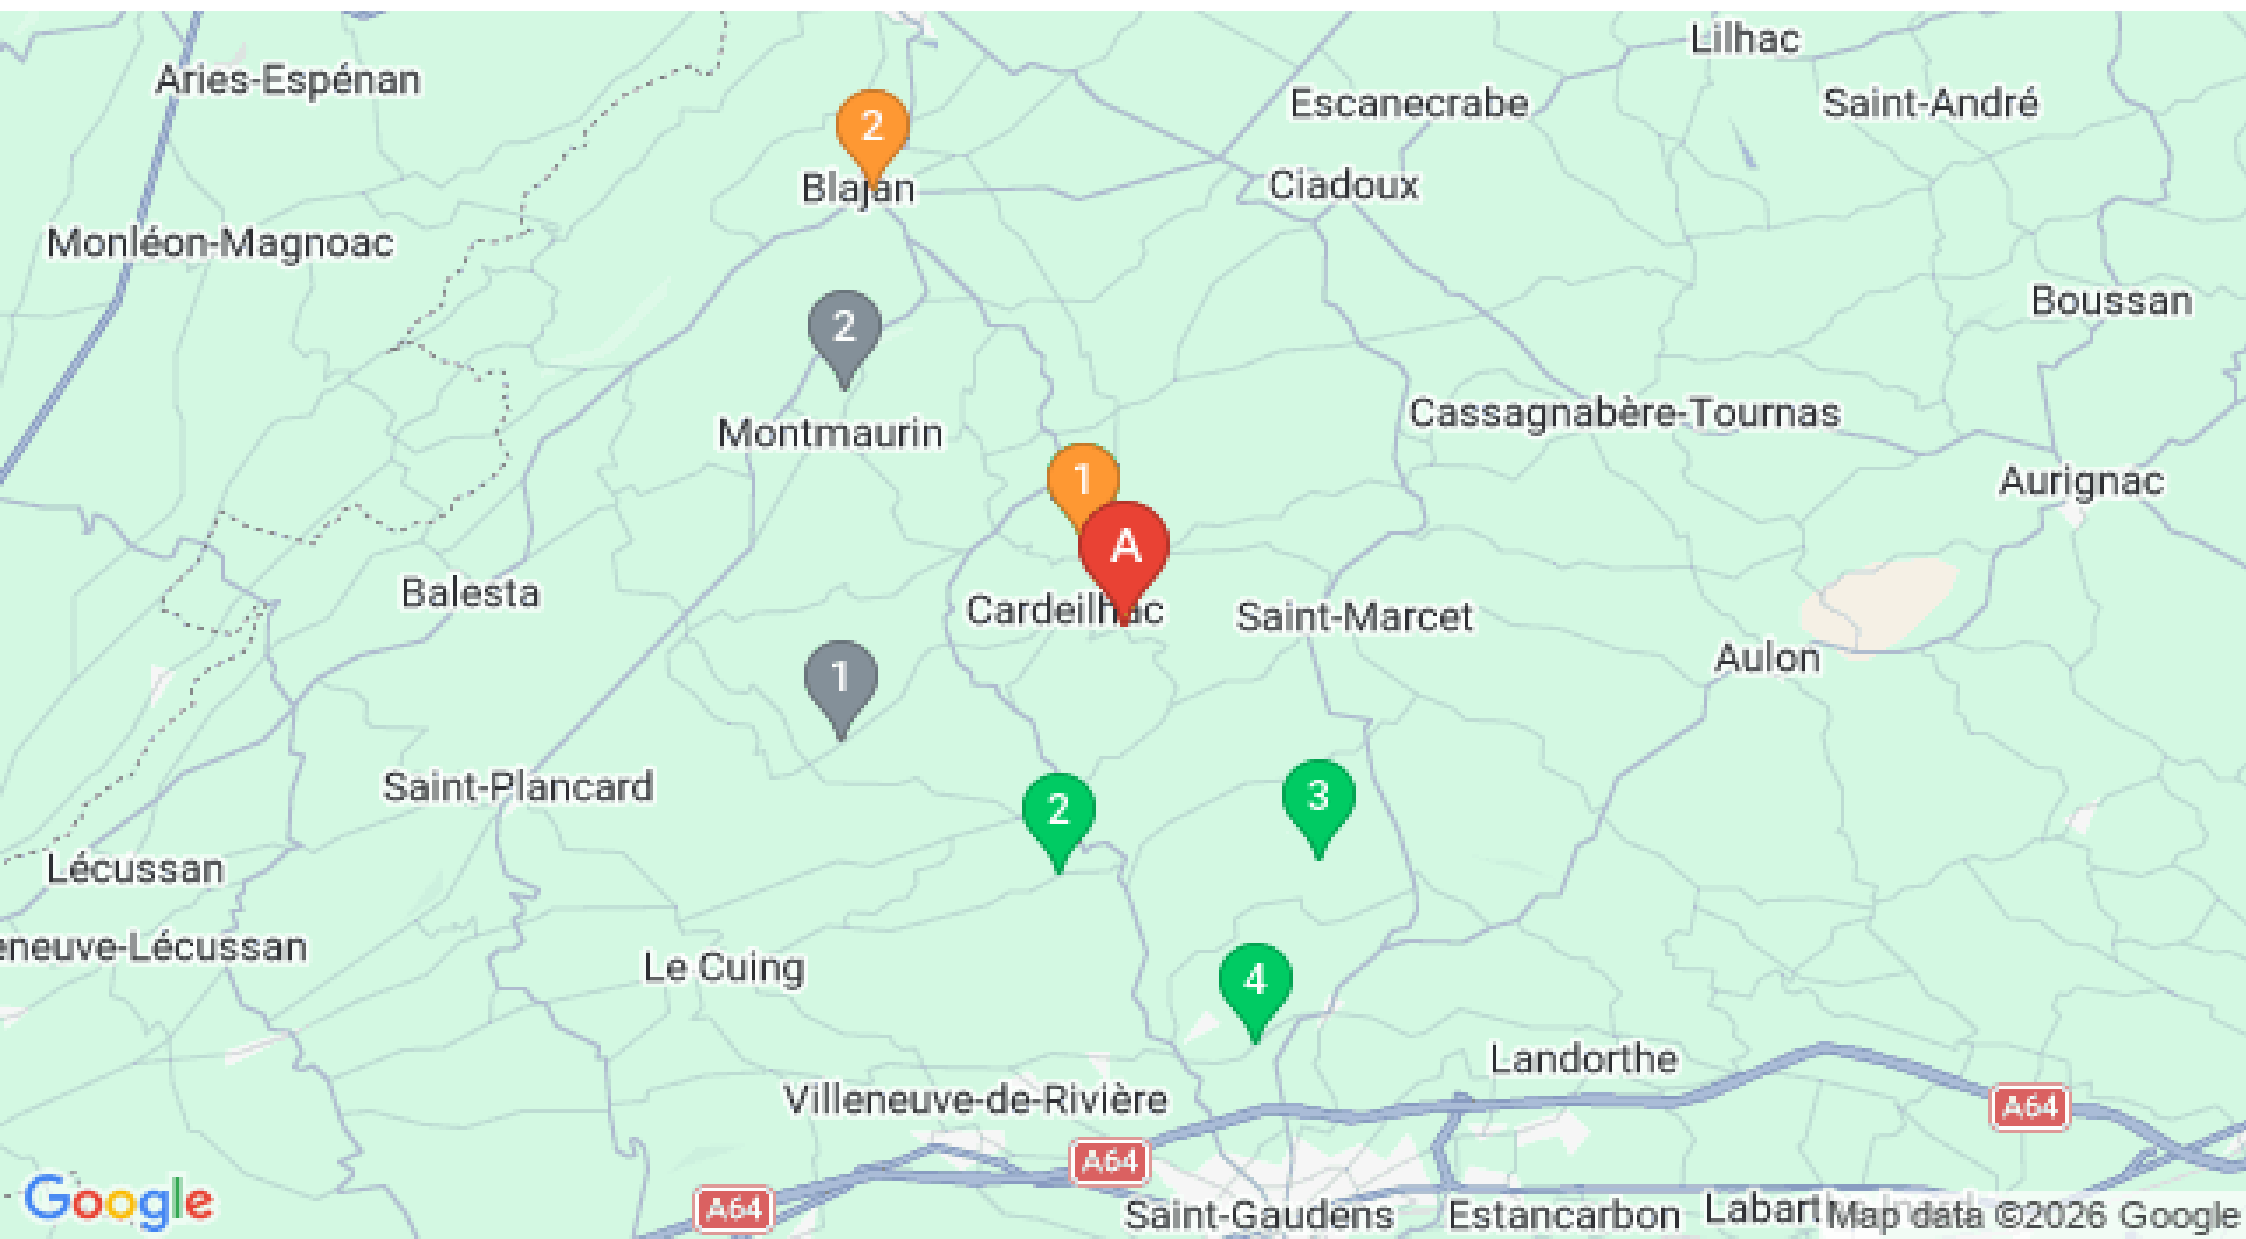 Lilhac
Aries-Espénan
Escanecrabe
Saint-André
2
Blajan
Ciadoux
Monléon-Magnoac
Boussan
2
Cassagnabère-Tournas
Montmaurin
1
Aurignac
A
Balesta
Cardeilhac
Saint-Marcet
Aulon
1
Saint-Plancard
2
3
Lécussan
eneuve-Lécussan
Le Cuing
4
Landorthe
Villeneuve-de-Rivière
A64
A64
A64
Google
Saint-Gaudens
Estancarbon
Map data ©2026 Google